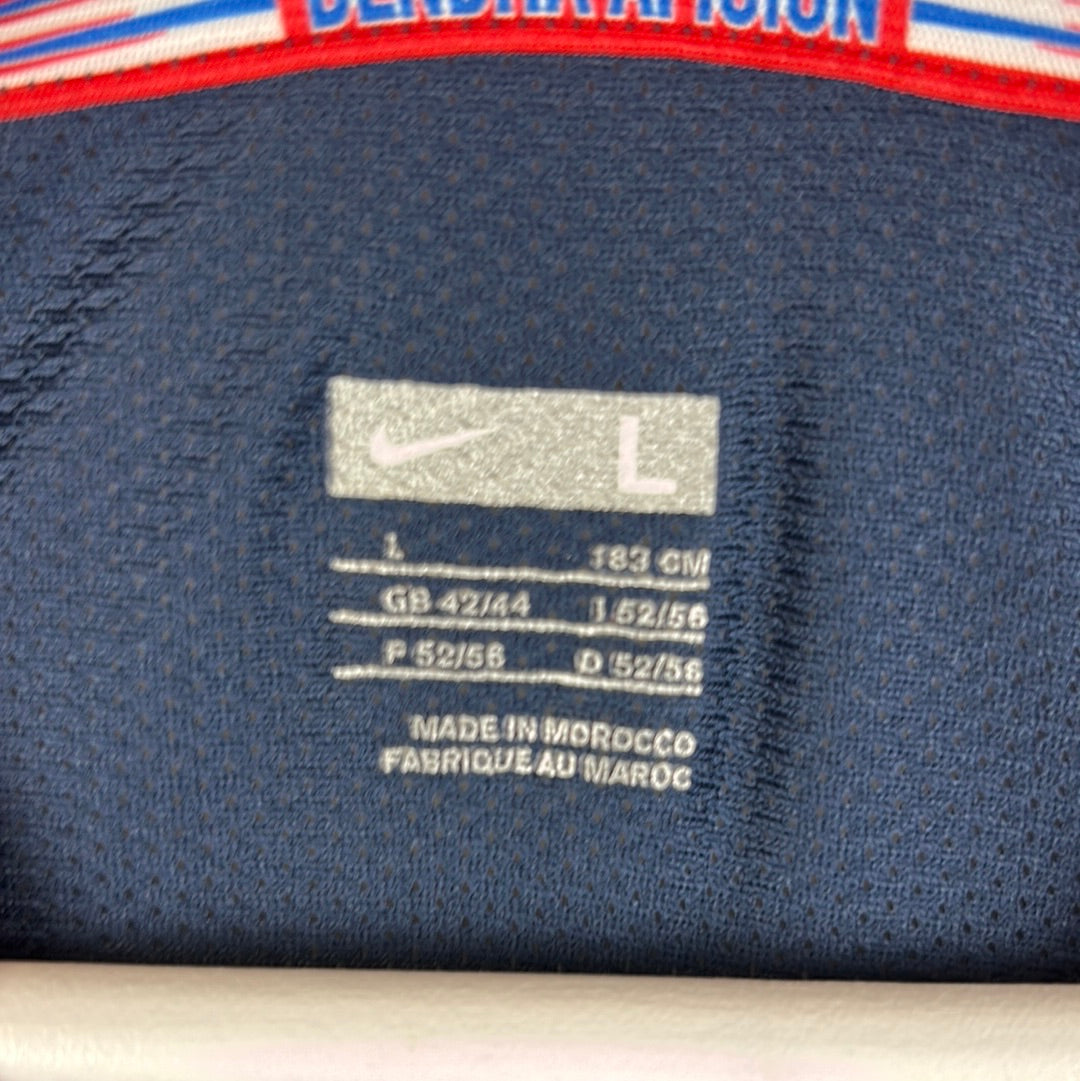 L
L 183 CM
GB 42/44 I 52/56
F 52/56 D 52/56
MADE IN MOROCCO
FABRIQUE AU MAROC